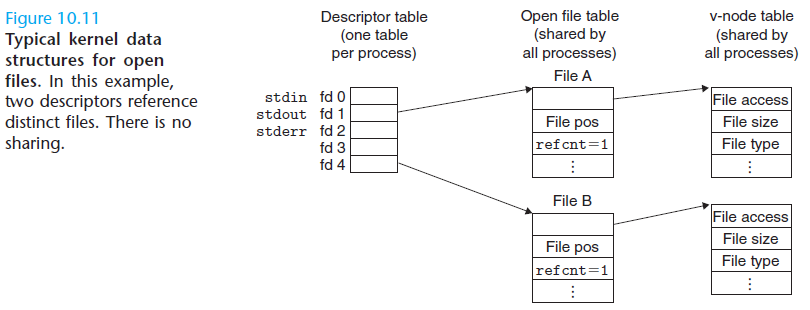 Figure 10.11
Typical kernel data
structures for open
files. In this example,
two descriptors reference
distinct files. There is no
sharing.
Descriptor table
(one table
per process)
Open file table
(shared by
all processes)
v-node table
(shared by
all processes)
stdin fd 0
stdout fd 1
stderr fd 2
fd 3
fd 4
File A
File pos
refcnt=1
⋮
File access
File size
File type
⋮
File B
File pos
refcnt=1
⋮
File access
File size
File type
⋮